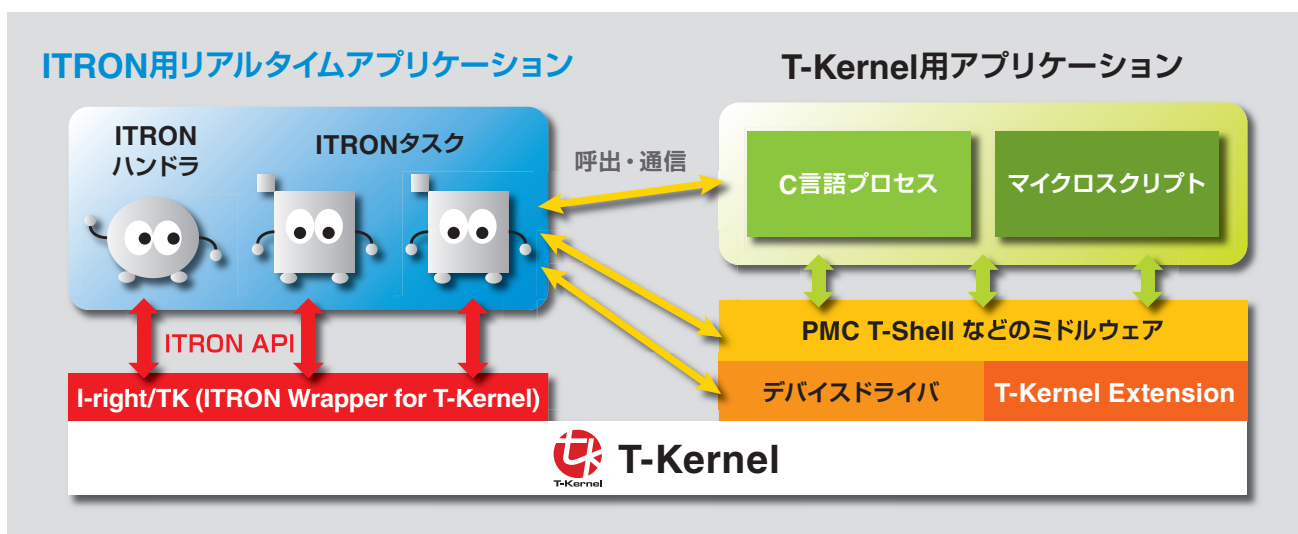 ITRON用リアルタイムアプリケーション
T-Kernel用アプリケーション
ITRON
ハンドラ
ITRONタスク
呼出・通信
C言語プロセス
マイクロスクリプト
ITRON API
PMC T-Shell などのミドルウェア
I-right/TK (ITRON Wrapper for T-Kernel)
デバイスドライバ
T-Kernel Extension
T-Kernel
T-Kernel